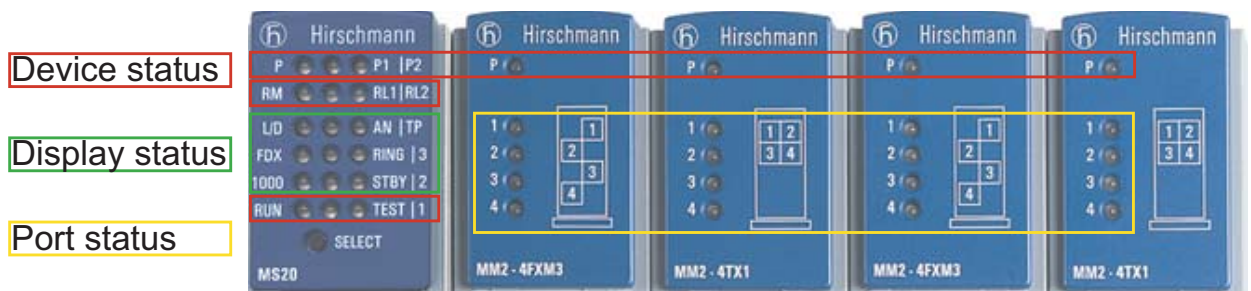 Device status
Display status
Port status
Hirschmann
P P1 | P2
RM RL1 | RL2
L/D AN | TP
FDX RING | 3
1000 STBY | 2
RUN TEST | 1
SELECT
MS20
Hirschmann
P
1
2
3
4
1
2
3
4
MM2 - 4FXM3
Hirschmann
P
1
2
3
4
1 2
3 4
MM2 - 4TX1
Hirschmann
P
1
2
3
4
1
2
3
4
MM2 - 4FXM3
Hirschmann
P
1
2
3
4
1 2
3 4
MM2 - 4TX1